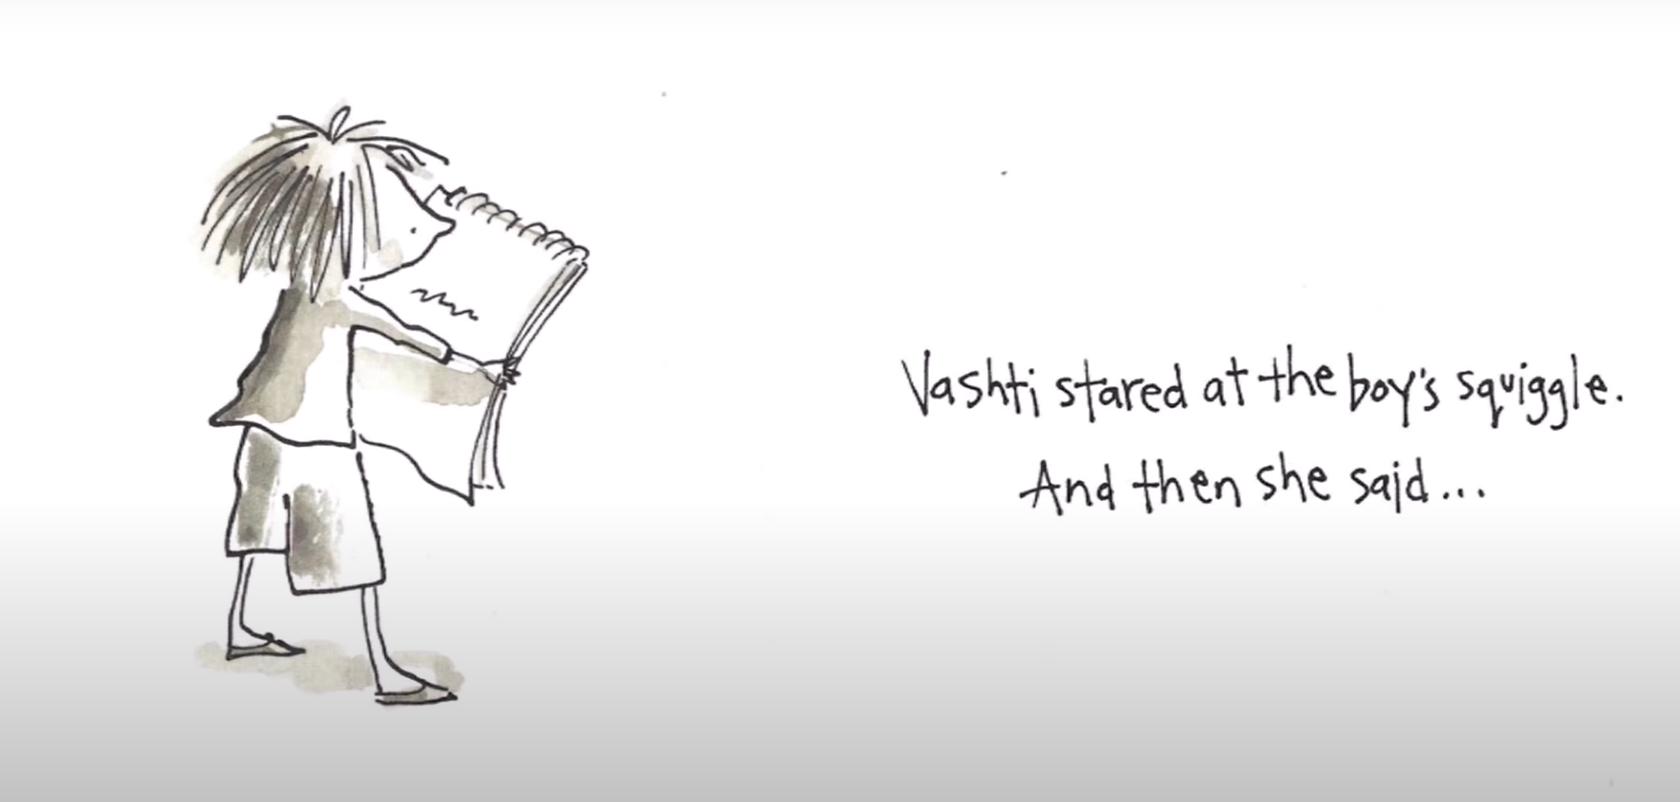 Vashti stared at the boy's squiggle.
And then she said...